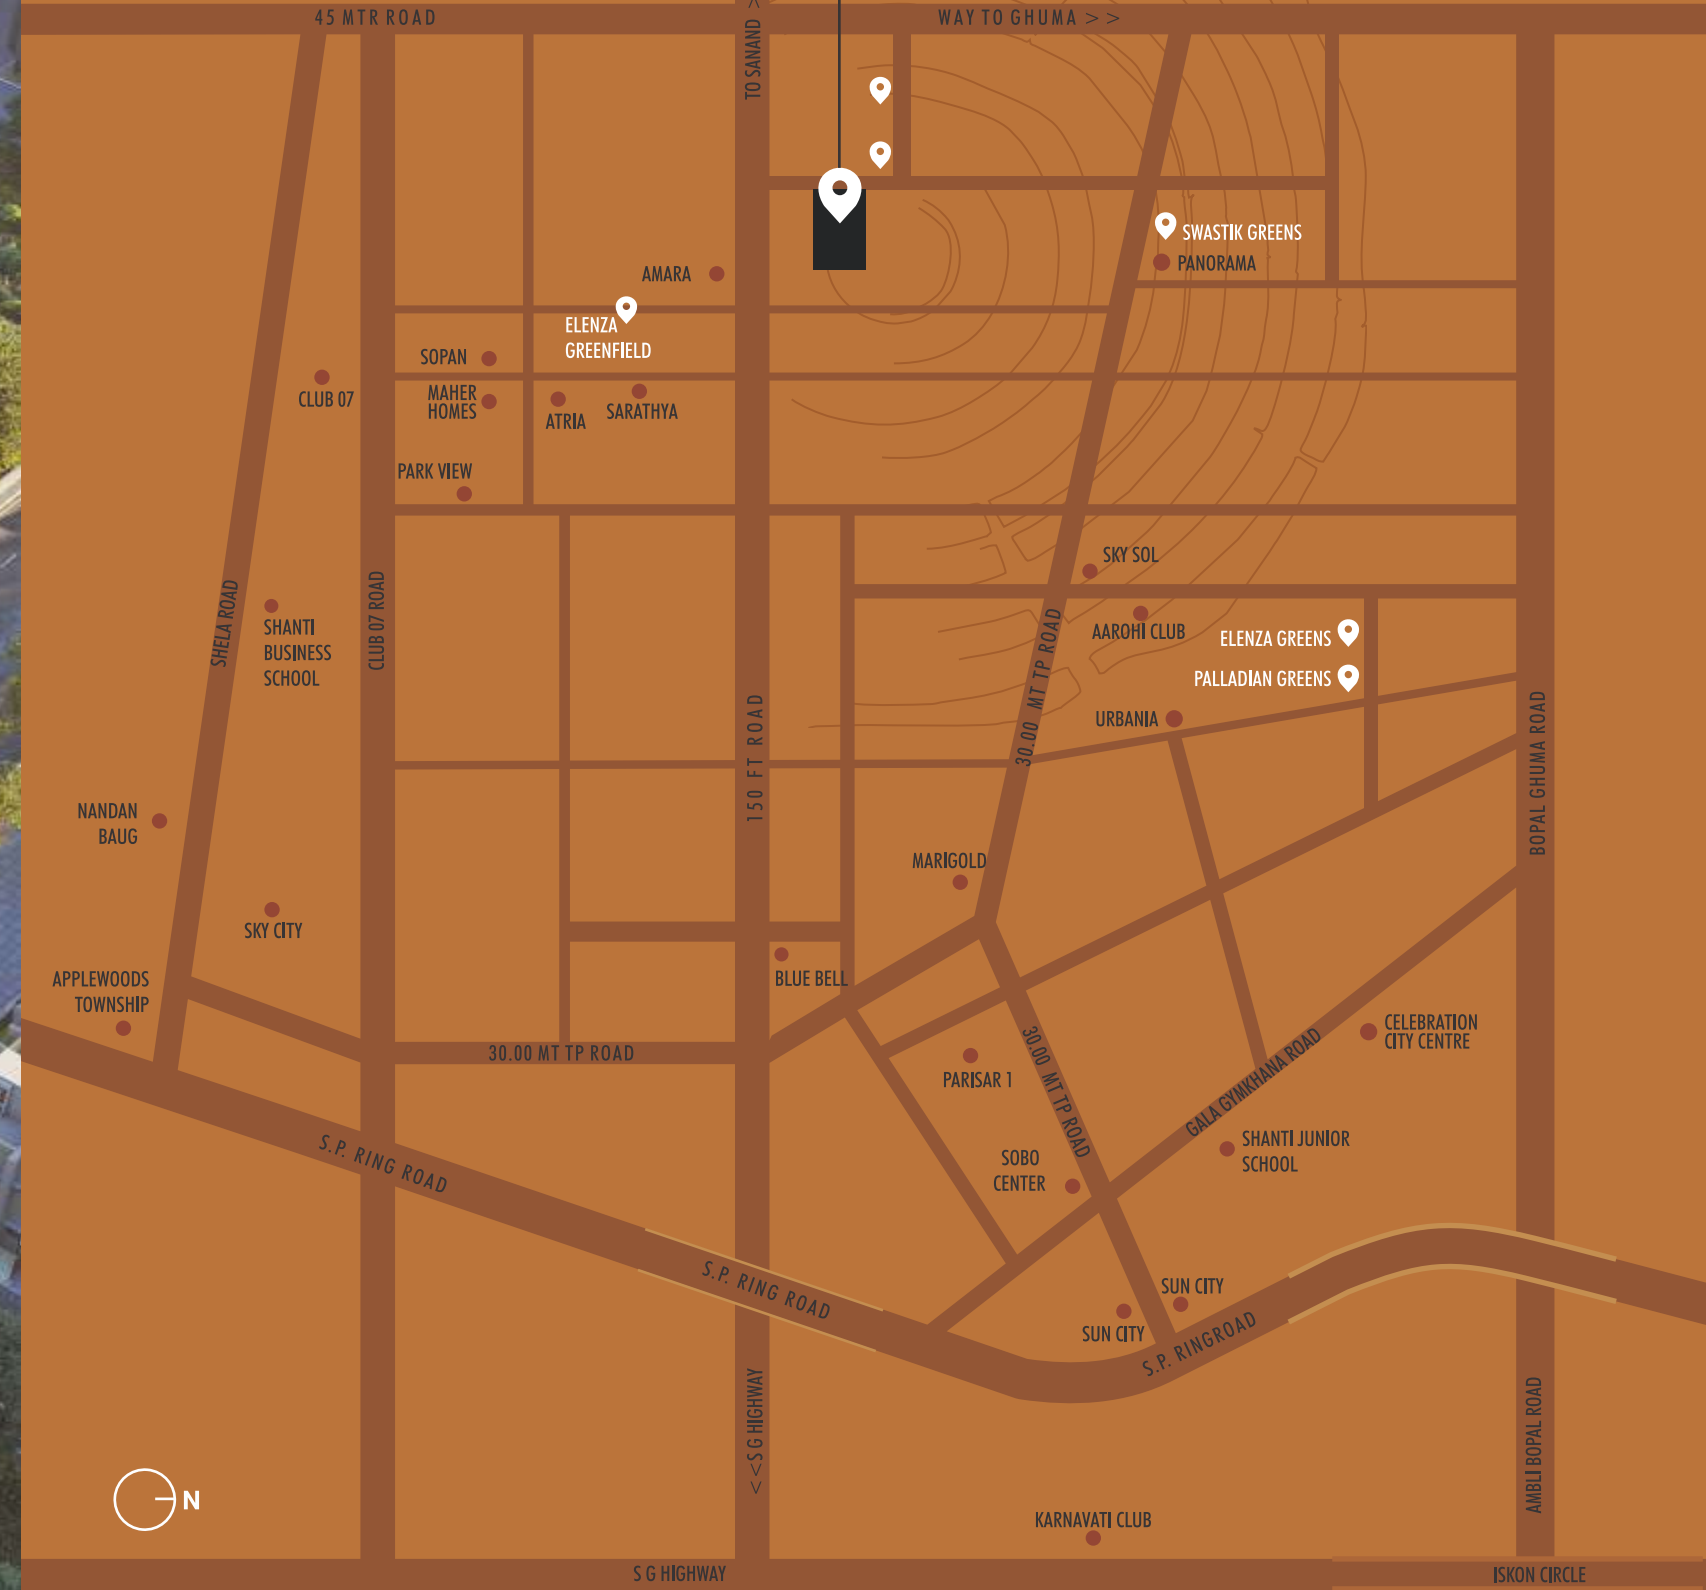 45 MTR ROAD
TO SANAND >
WAY TO GHUMA > >
SWASTIK GREENS
PANORAMA
AMARA
ELENZA
GREENFIELD
SOPAN
MAHER
HOMES
CLUB 07
ATRIA
SARATHYA
PARK VIEW
SKY SOL
SHELA ROAD
CLUB 07 ROAD
SHANTI
BUSINESS
SCHOOL
30.00 MT TP ROAD
AAROHI CLUB
ELENZA GREENS
PALLADIAN GREENS
URBANIA
150 FT ROAD
BOPAL GHUMA ROAD
NANDAN
BAUG
MARIGOLD
SKY CITY
BLUE BELL
APPLEWOODS
TOWNSHIP
30.00 MT TP ROAD
PARISAR 1
30.00 MT TP ROAD
GALA GYMKHANA ROAD
CELEBRATION
CITY CENTRE
SHANTI JUNIOR
SCHOOL
SOBO
CENTER
S.P. RING ROAD
S.P. RING ROAD
SUN CITY
SUN CITY
S.P. RINGROAD
<<S G HIGHWAY
AMBLI BOPAL ROAD
N
KARNAVATI CLUB
S G HIGHWAY
ISKON CIRCLE